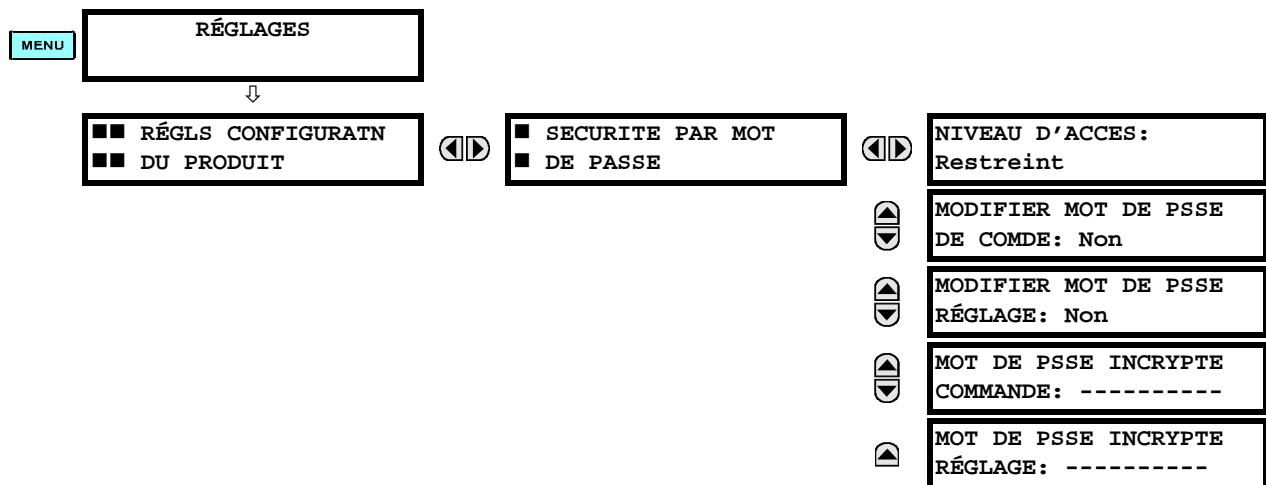 MENU
RÉGLAGES
RÉGLS CONFIGURATN
DU PRODUIT
SECURITE PAR MOT
DE PASSE
NIVEAU D'ACCES:
Restreint
MODIFIER MOT DE PSSE
DE COMDE: Non
MODIFIER MOT DE PSSE
RÉGLAGE: Non
MOT DE PSSE INCRYPTE
COMMANDE: ----------
MOT DE PSSE INCRYPTE
RÉGLAGE: ----------